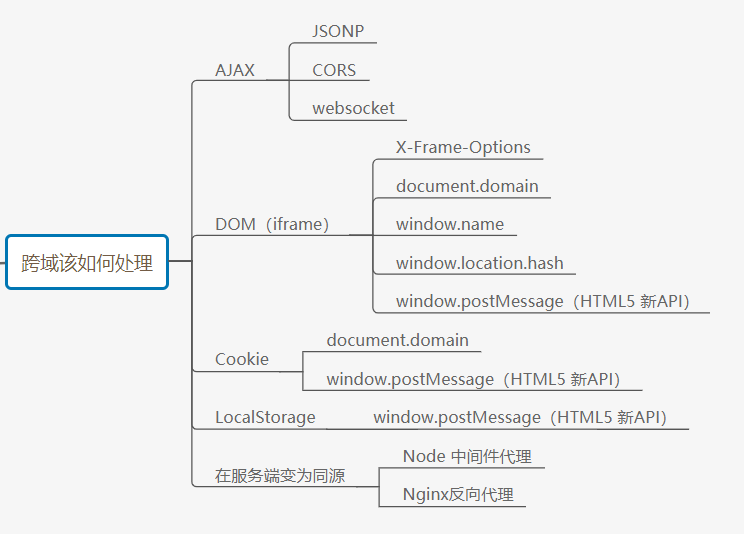 跨域该如何处理
AJAX
JSONP
CORS
websocket
DOM（iframe）
X-Frame-Options
document.domain
window.name
window.location.hash
window.postMessage（HTML5 新API）
Cookie
document.domain
window.postMessage（HTML5 新API）
LocalStorage
window.postMessage（HTML5 新API）
在服务端变为同源
Node 中间件代理
Nginx反向代理